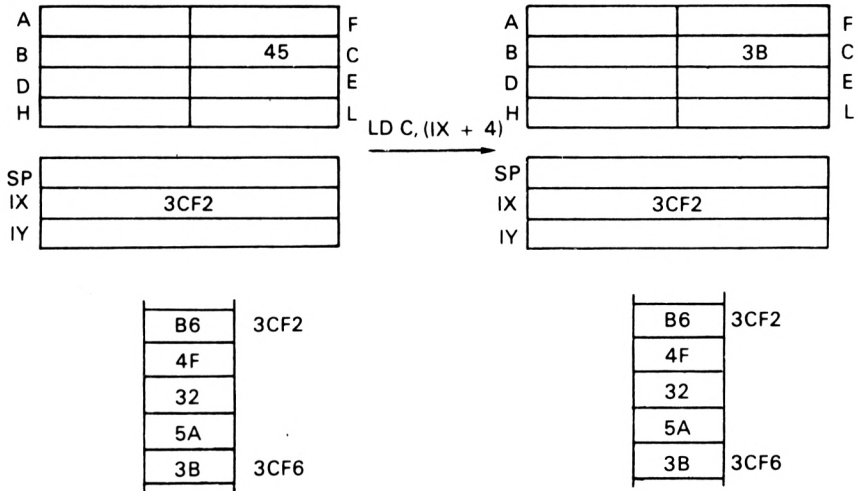 A F
B 45 C
D E
H L
SP
IX 3CF2
IY
LD C, (IX + 4)
A F
B 3B C
D E
H L
SP
IX 3CF2
IY
B6 3CF2
4F
32
5A
3B 3CF6
B6 3CF2
4F
32
5A
3B 3CF6